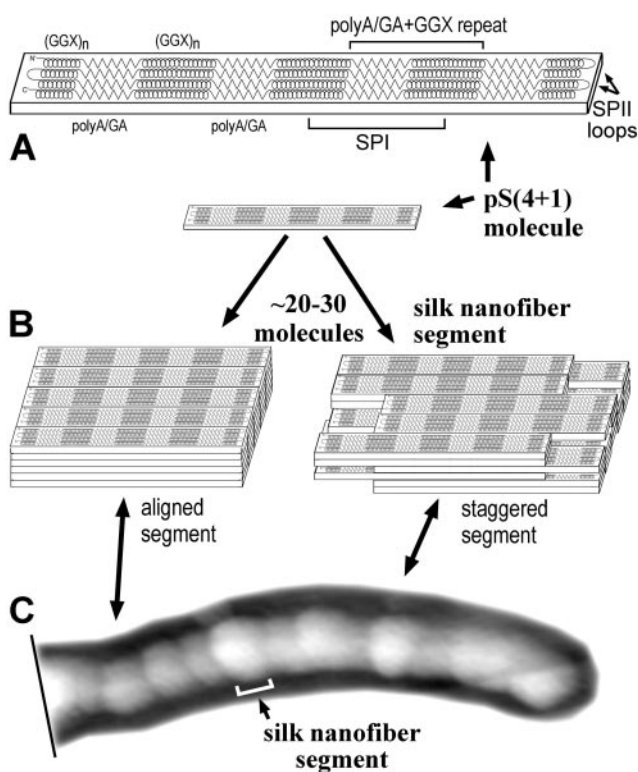 (GGX)n
(GGX)n
polyA/GA+GGX repeat
N
C
polyA/GA
polyA/GA
SPI
SPII
loops
A
pS(4+1)
molecule
B
~20-30
molecules
silk nanofiber
segment
aligned
segment
staggered
segment
C
silk nanofiber
segment